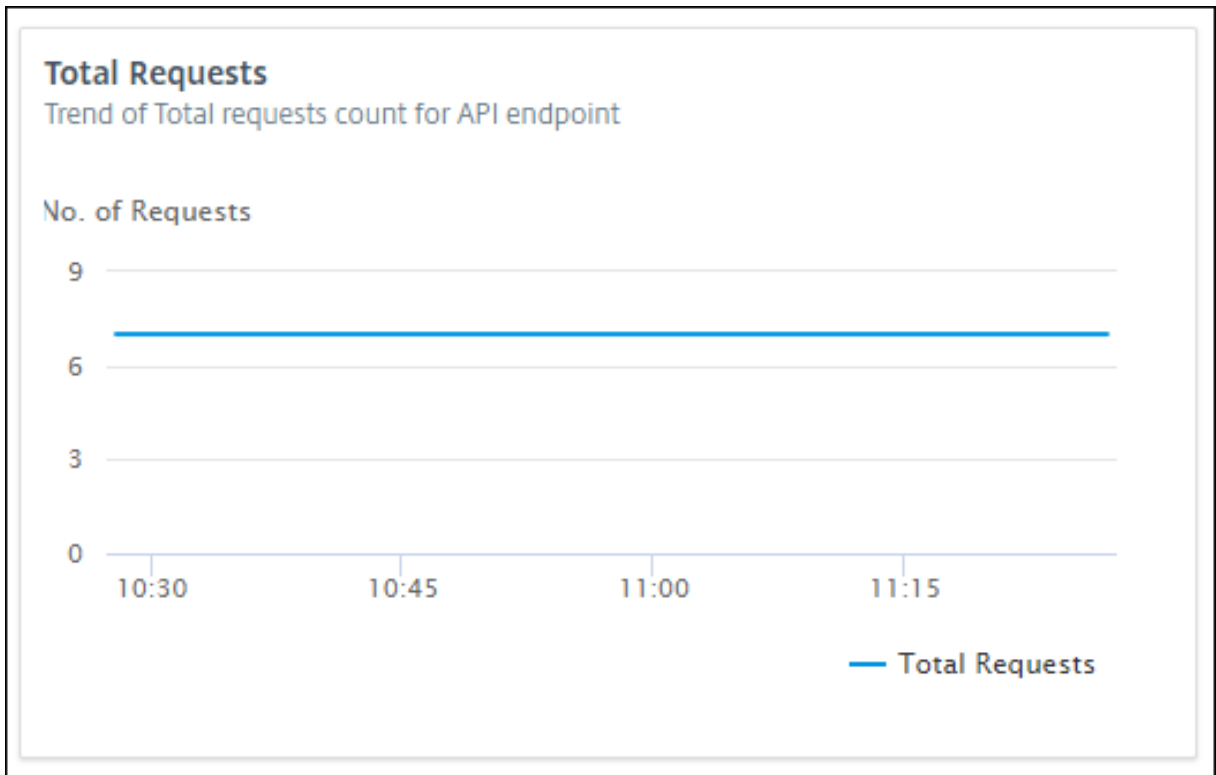 Total Requests
Trend of Total requests count for API endpoint
No. of Requests
9
6
3
0
10:30 10:45 11:00 11:15
Total Requests